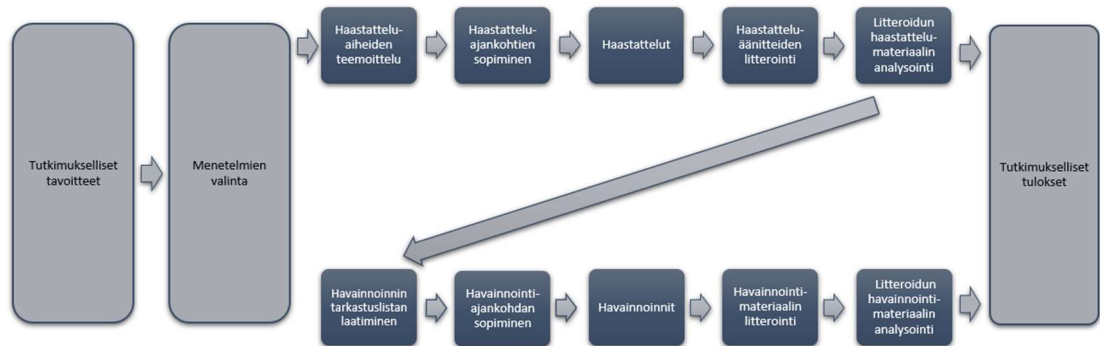 Tutkimukselliset
tavoitteet
Menetelmien
valinta
Haastattelu-
aiheiden
teemoittelu
Haastattelu-
ajankohtien
sopiminen
Haastattelut
Haastattelu-
äänitteiden
litterointi
Litteroidun
haastattelu-
materiaalin
analysointi
Havainnoinnin
tarkastuslistan
laatiminen
Havainnointi-
ajankohdan
sopiminen
Havainnoinnit
Havainnointi-
materiaalin
litterointi
Litteroidun
havainnointi-
materiaalin
analysointi
Tutkimukselliset
tulokset